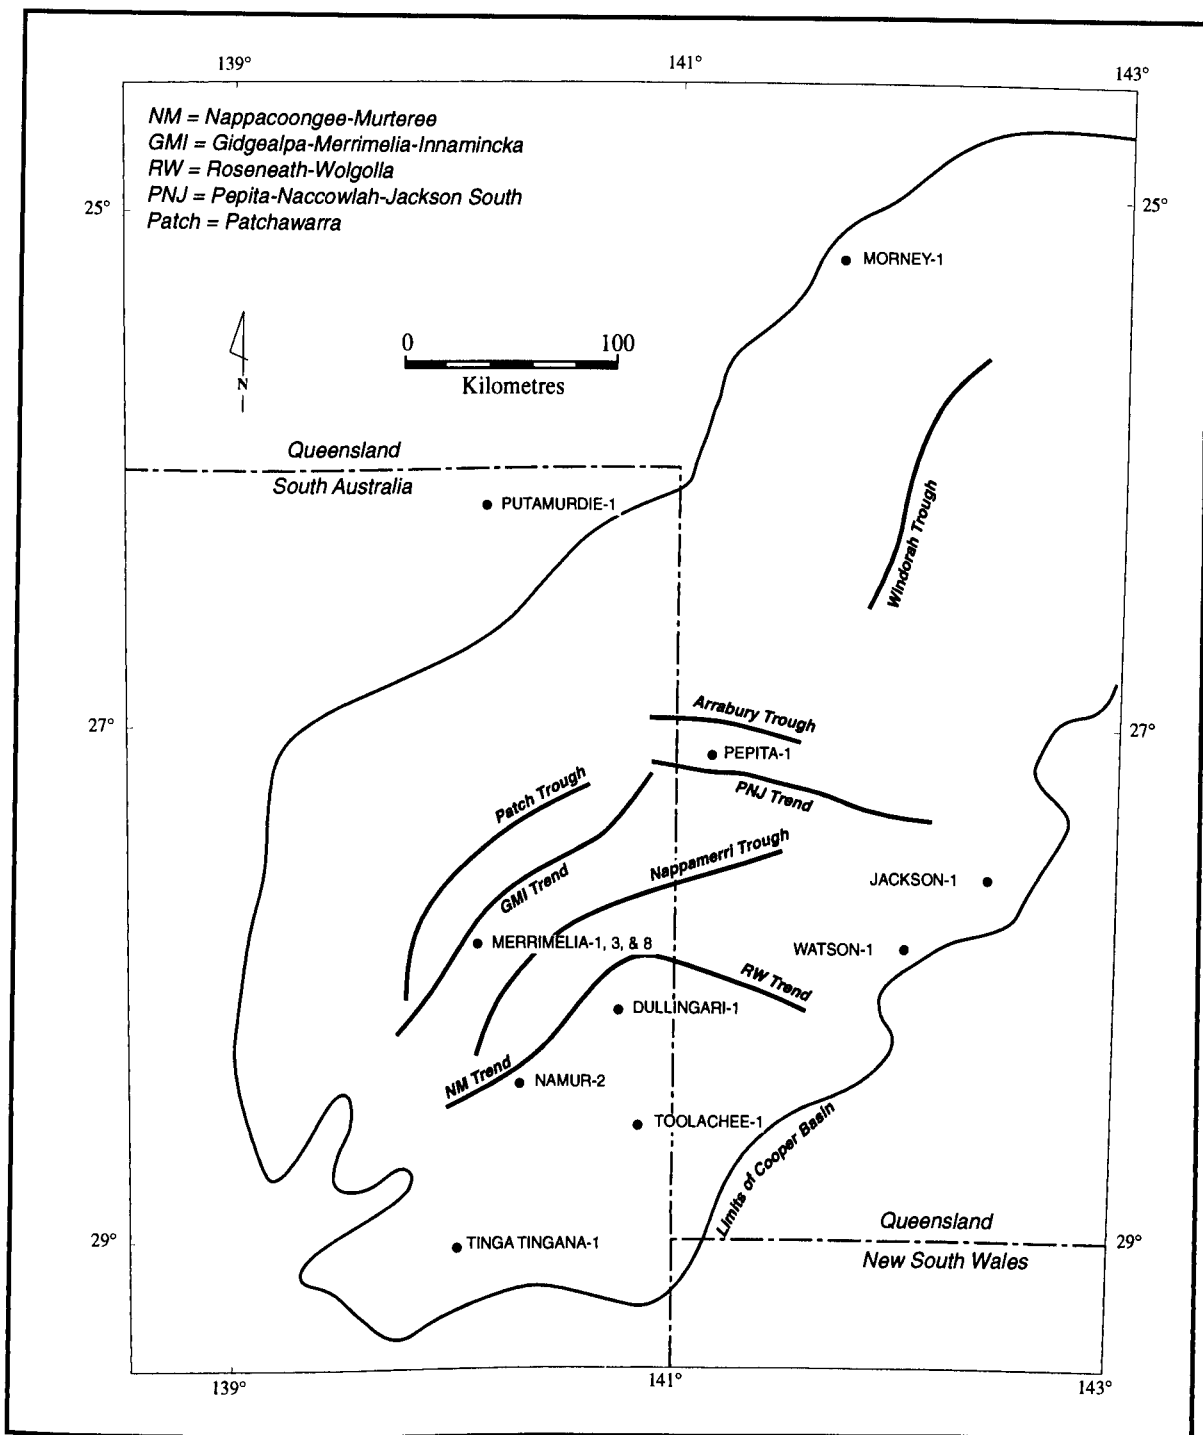 139°
141°
143°
NM = Nappacoongee-Murteree
GMI = Gidgealpa-Merrimelia-Innamincka
RW = Roseneath-Wolgolla
PNJ = Pepita-Naccowlah-Jackson South
Patch = Patchawarra
25°
25°
MORNEY-1
0
100
Kilometres
N
Windorah Trough
Queensland
South Australia
PUTAMURDIE-1
Arrabury Trough
27°
27°
PEPITA-1
PNJ Trend
Patch Trough
GMI Trend
Nappamerri Trough
JACKSON-1
MERRIMELIA-1, 3, & 8
WATSON-1
RW Trend
DULLINGARI-1
NM Trend
NAMUR-2
TOOLACHEE-1
Limits of Cooper Basin
29°
TINGA TINGANA-1
Queensland
New South Wales
29°
139°
141°
143°